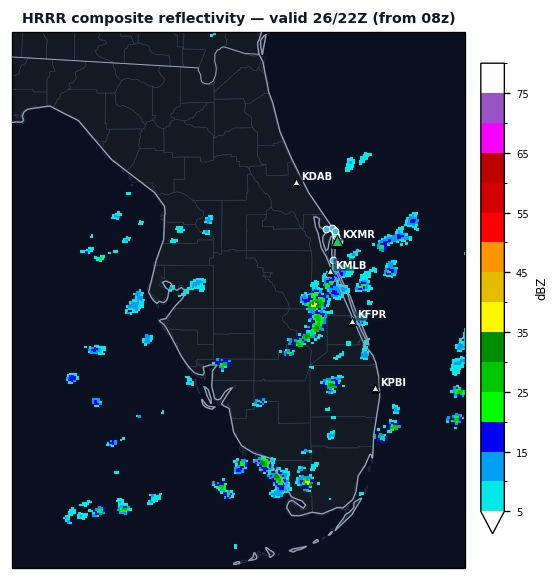 HRRR composite reflectivity — valid 26/22Z (from 08z)
KDAB
KXMR
KMLB
KFPR
KPBI
75
65
55
45
35
25
15
5
dBZ